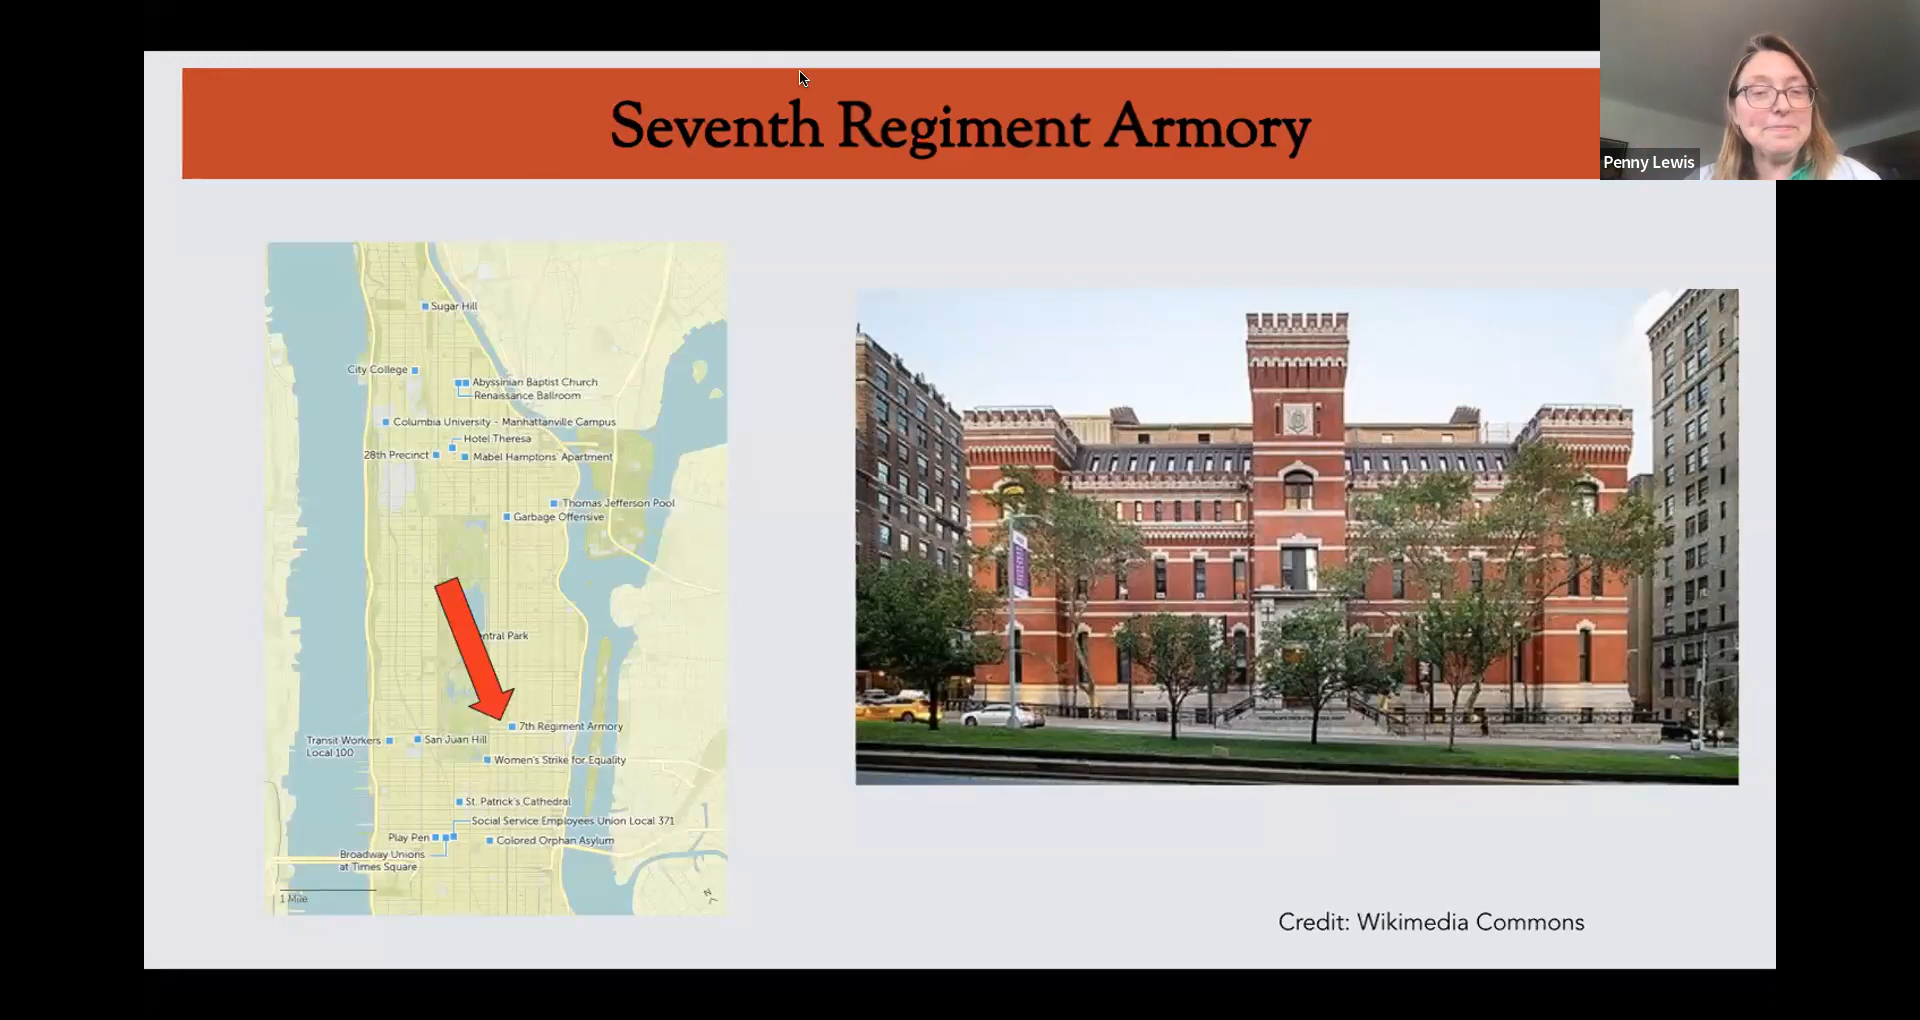 Seventh Regiment Armory
Penny Lewis
Sugar Hill
City College
Abyssinian Baptist Church
Renaissance Ballroom
Columbia University - Manhattanville Campus
Hotel Theresa
28th Precinct
Mabel Hamptons' Apartment
Thomas Jefferson Pool
Garbage Offensive
entral Park
7th Regiment Armory
Transit Workers
Local 100
San Juan Hill
Women's Strike for Equality
St. Patrick's Cathedral
Social Service Employees Union Local 371
Play Pen
Colored Orphan Asylum
Broadway Unions
at Times Square
1 Mile
N
Credit: Wikimedia Commons